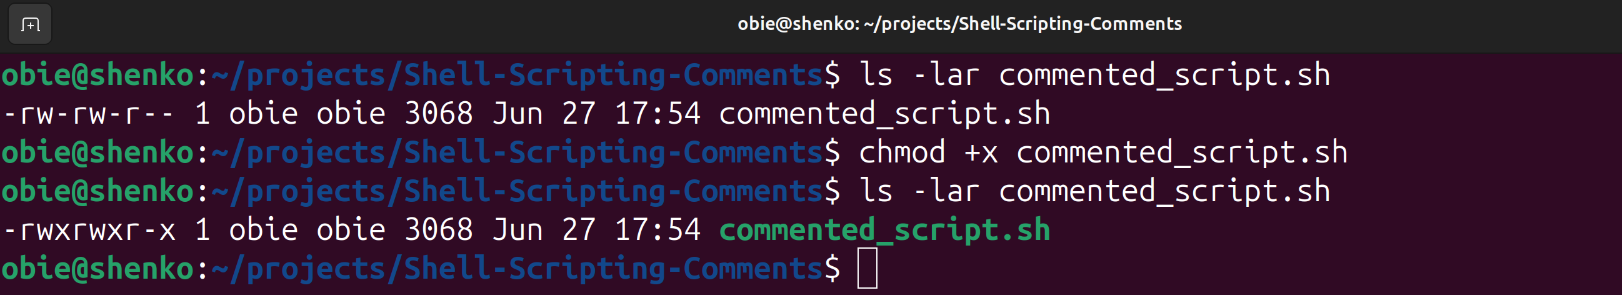 obie@shenko: ~/projects/Shell-Scripting-Comments
obie@shenko:~/projects/Shell-Scripting-Comments$ ls -lar commented_script.sh
-rw-rw-r-- 1 obie obie 3068 Jun 27 17:54 commented_script.sh
obie@shenko:~/projects/Shell-Scripting-Comments$ chmod +x commented_script.sh
obie@shenko:~/projects/Shell-Scripting-Comments$ ls -lar commented_script.sh
-rwxrwxr-x 1 obie obie 3068 Jun 27 17:54 commented_script.sh
obie@shenko:~/projects/Shell-Scripting-Comments$